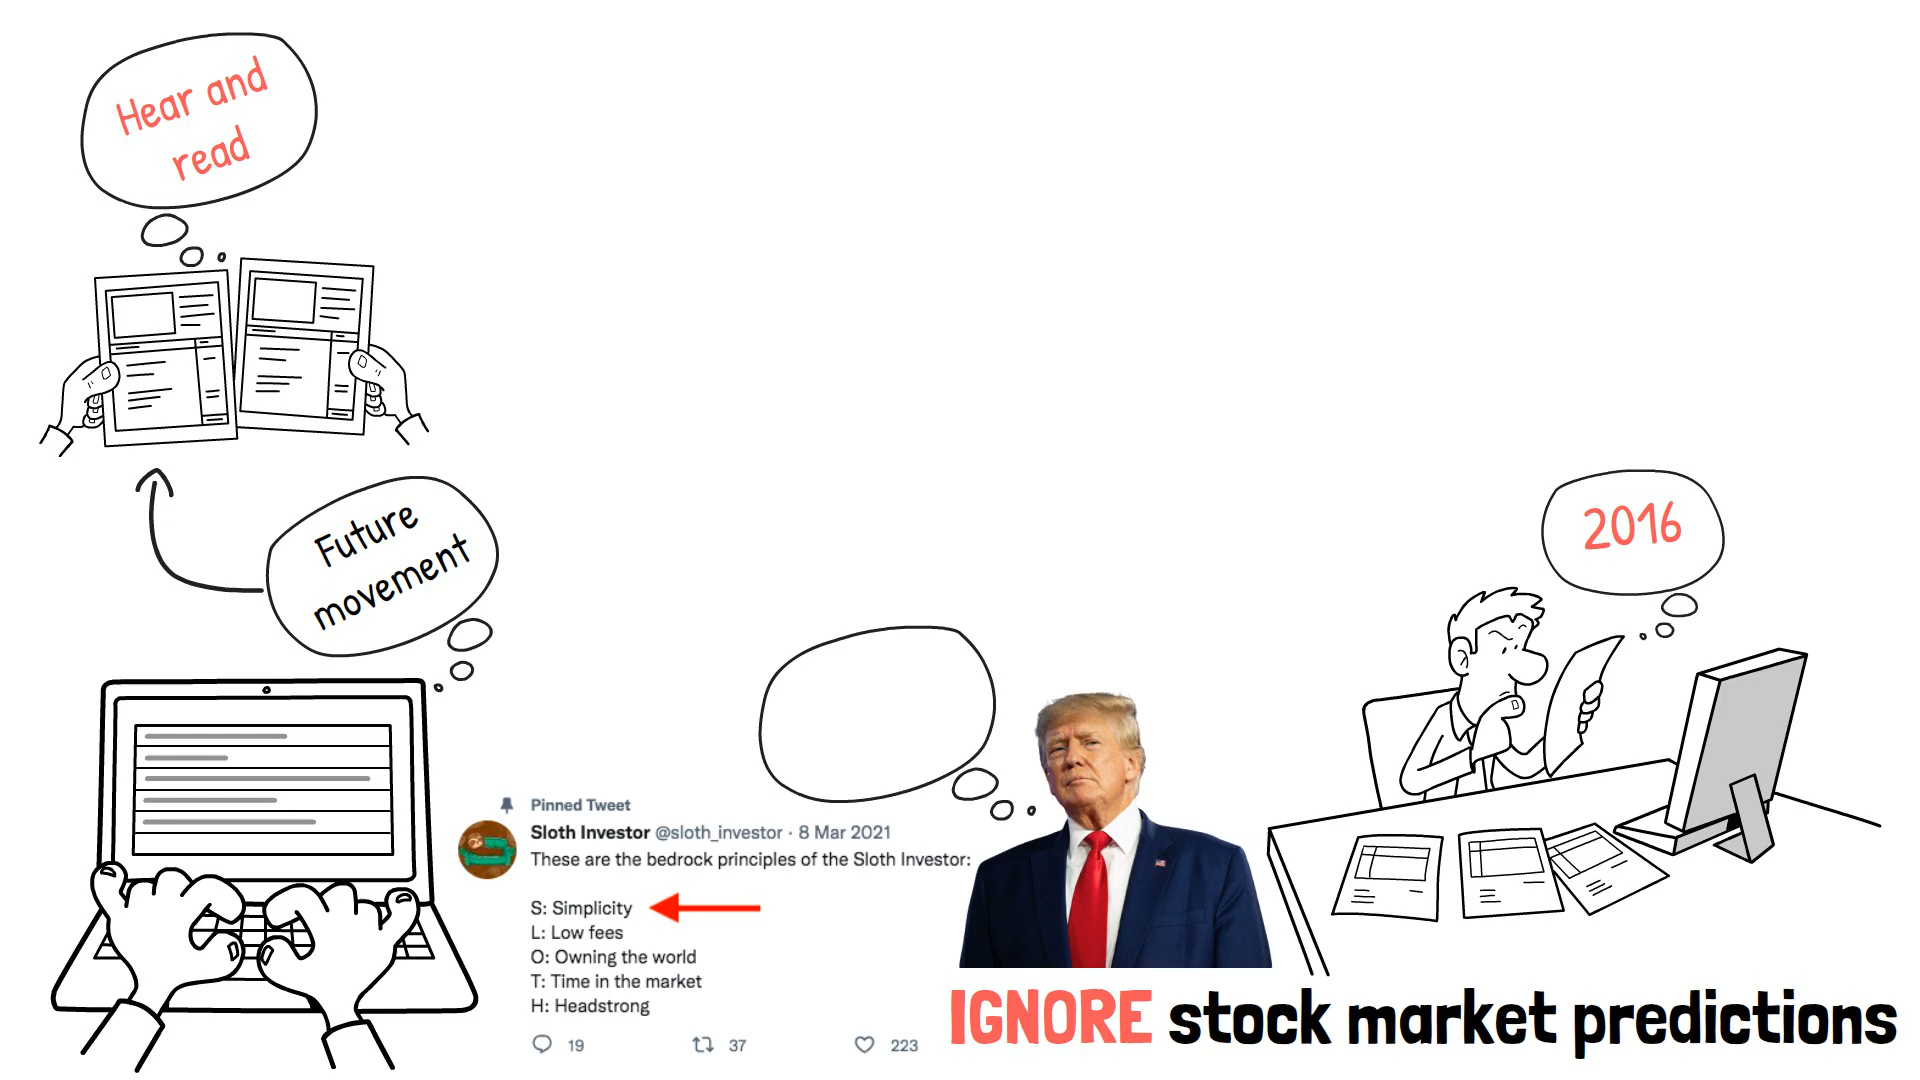 Hear and
read
Future
movement
2016
Pinned Tweet
Sloth Investor @sloth_investor · 8 Mar 2021
These are the bedrock principles of the Sloth Investor:
S: Simplicity
L: Low fees
O: Owning the world
T: Time in the market
H: Headstrong
19 37 223
IGNORE stock market predictions